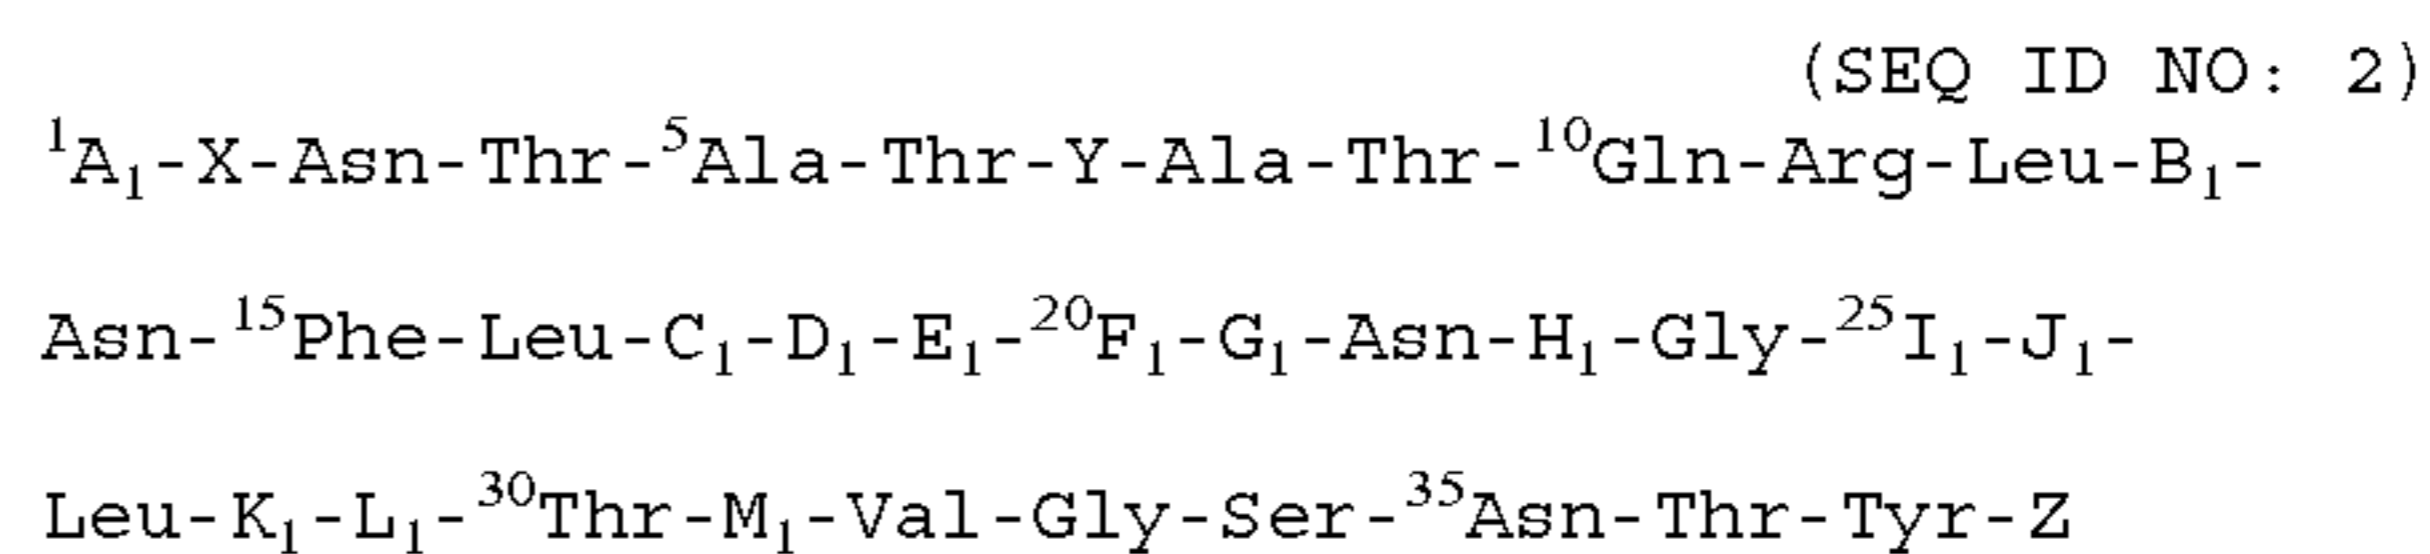 (SEQ ID NO: 2)
¹A₁-X-Asn-Thr-⁵Ala-Thr-Y-Ala-Thr-¹⁰Gln-Arg-Leu-B₁-
Asn-¹⁵Phe-Leu-C₁-D₁-E₁-²⁰F₁-G₁-Asn-H₁-Gly-²⁵I₁-J₁-
Leu-K₁-L₁-³⁰Thr-M₁-Val-Gly-Ser-³⁵Asn-Thr-Tyr-Z